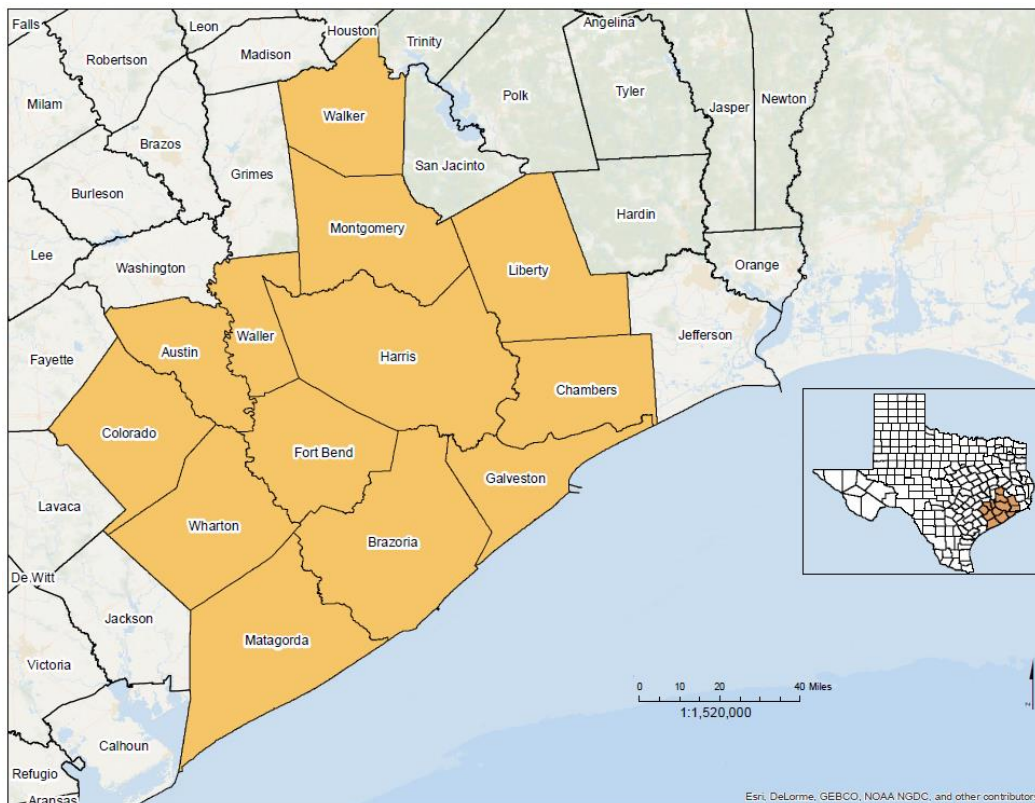 Falls
Leon
Houston
Angelina
Robertson
Madison
Trinity
Milam
Walker
Polk
Tyler
Jasper
Newton
Brazos
San Jacinto
Grimes
Burleson
Montgomery
Hardin
Lee
Washington
Liberty
Orange
Waller
Jefferson
Fayette
Austin
Harris
Chambers
Colorado
Fort Bend
Galveston
Lavaca
Wharton
Brazoria
De Witt
Jackson
Matagorda
Victoria
0 10 20 40 Miles
1:1,520,000
Calhoun
Refugio
Aransas
Esri, DeLorme, GEBCO, NOAA NGDC, and other contributor